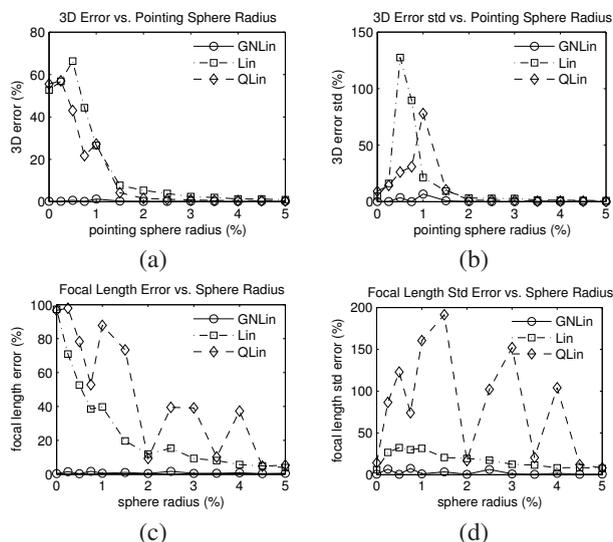 3D Error vs. Pointing Sphere Radius
80
60
40
20
0
3D error (%)
GNLin
Lin
QLin
0 1 2 3 4 5
pointing sphere radius (%)
(a)
3D Error std vs. Pointing Sphere Radius
150
100
50
0
3D error std (%)
GNLin
Lin
QLin
0 1 2 3 4 5
pointing sphere radius (%)
(b)
Focal Length Error vs. Sphere Radius
100
80
60
40
20
0
focal length error (%)
GNLin
Lin
QLin
0 1 2 3 4 5
sphere radius (%)
(c)
Focal Length Std Error vs. Sphere Radius
200
150
100
50
0
focal length std error (%)
GNLin
Lin
QLin
0 1 2 3 4 5
sphere radius (%)
(d)